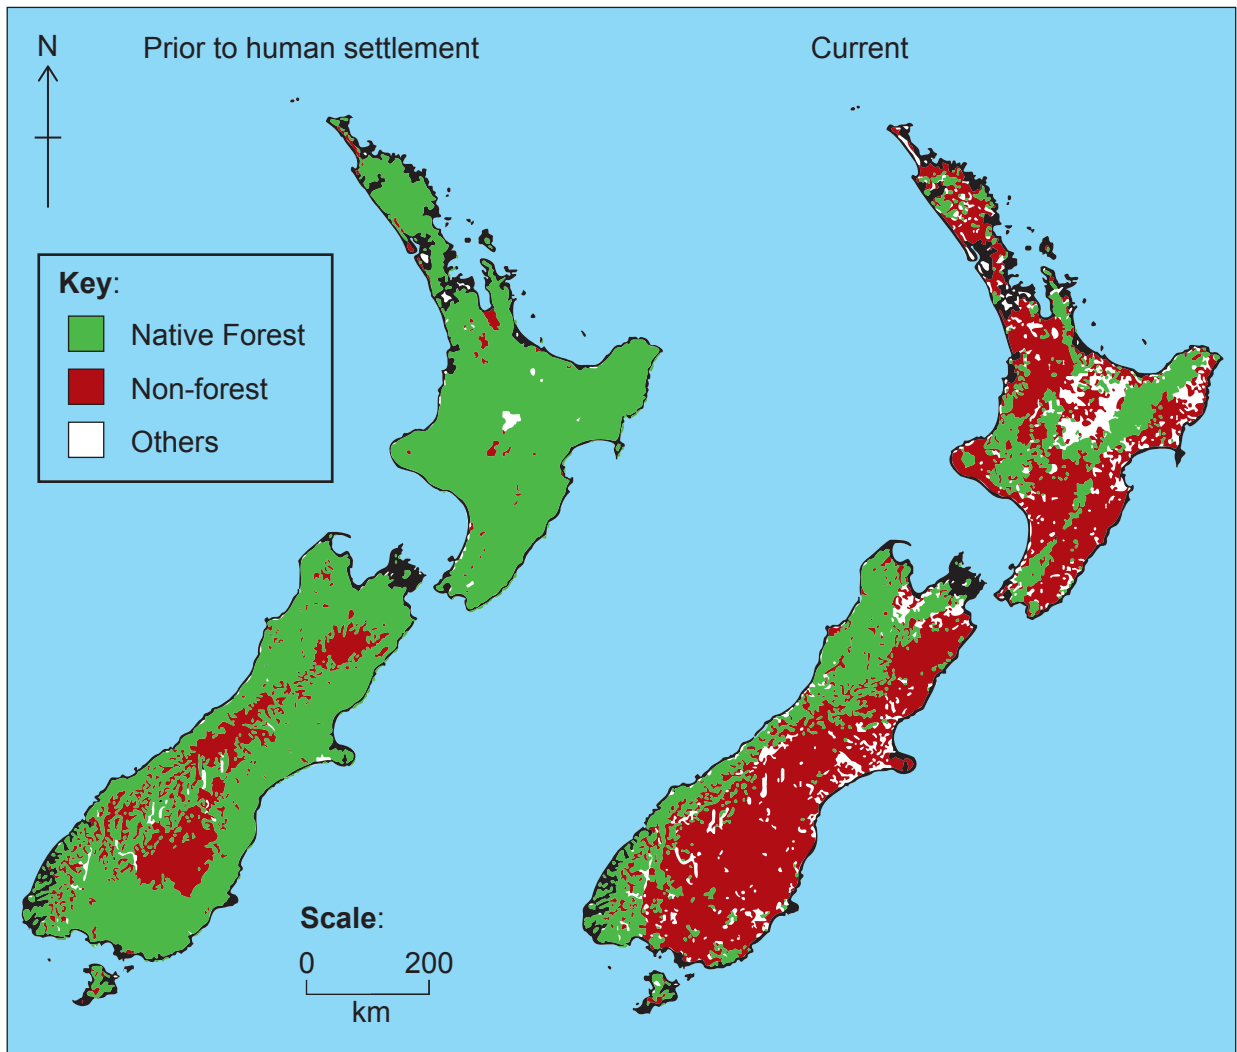 N
Prior to human settlement
Current
Key:
Native Forest
Non-forest
Others
Scale:
0 200
km